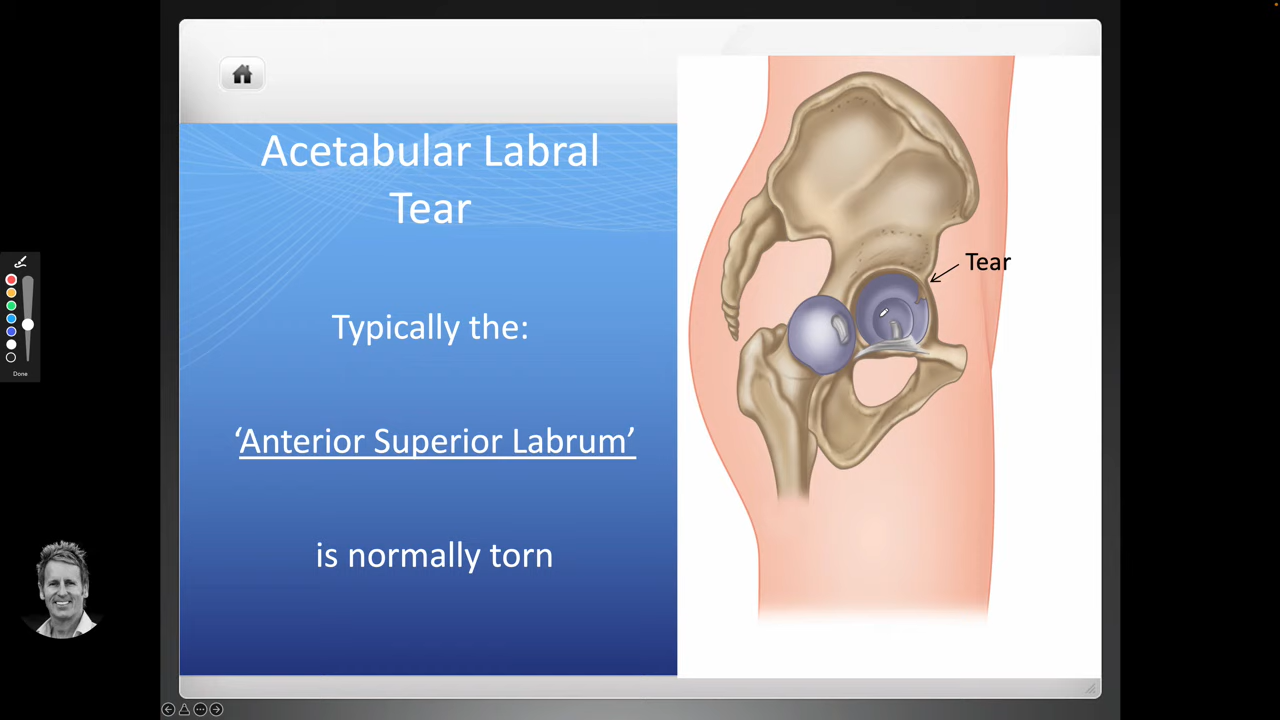 Acetabular Labral
Tear
Typically the:
‘Anterior Superior Labrum’
is normally torn
Tear
Done